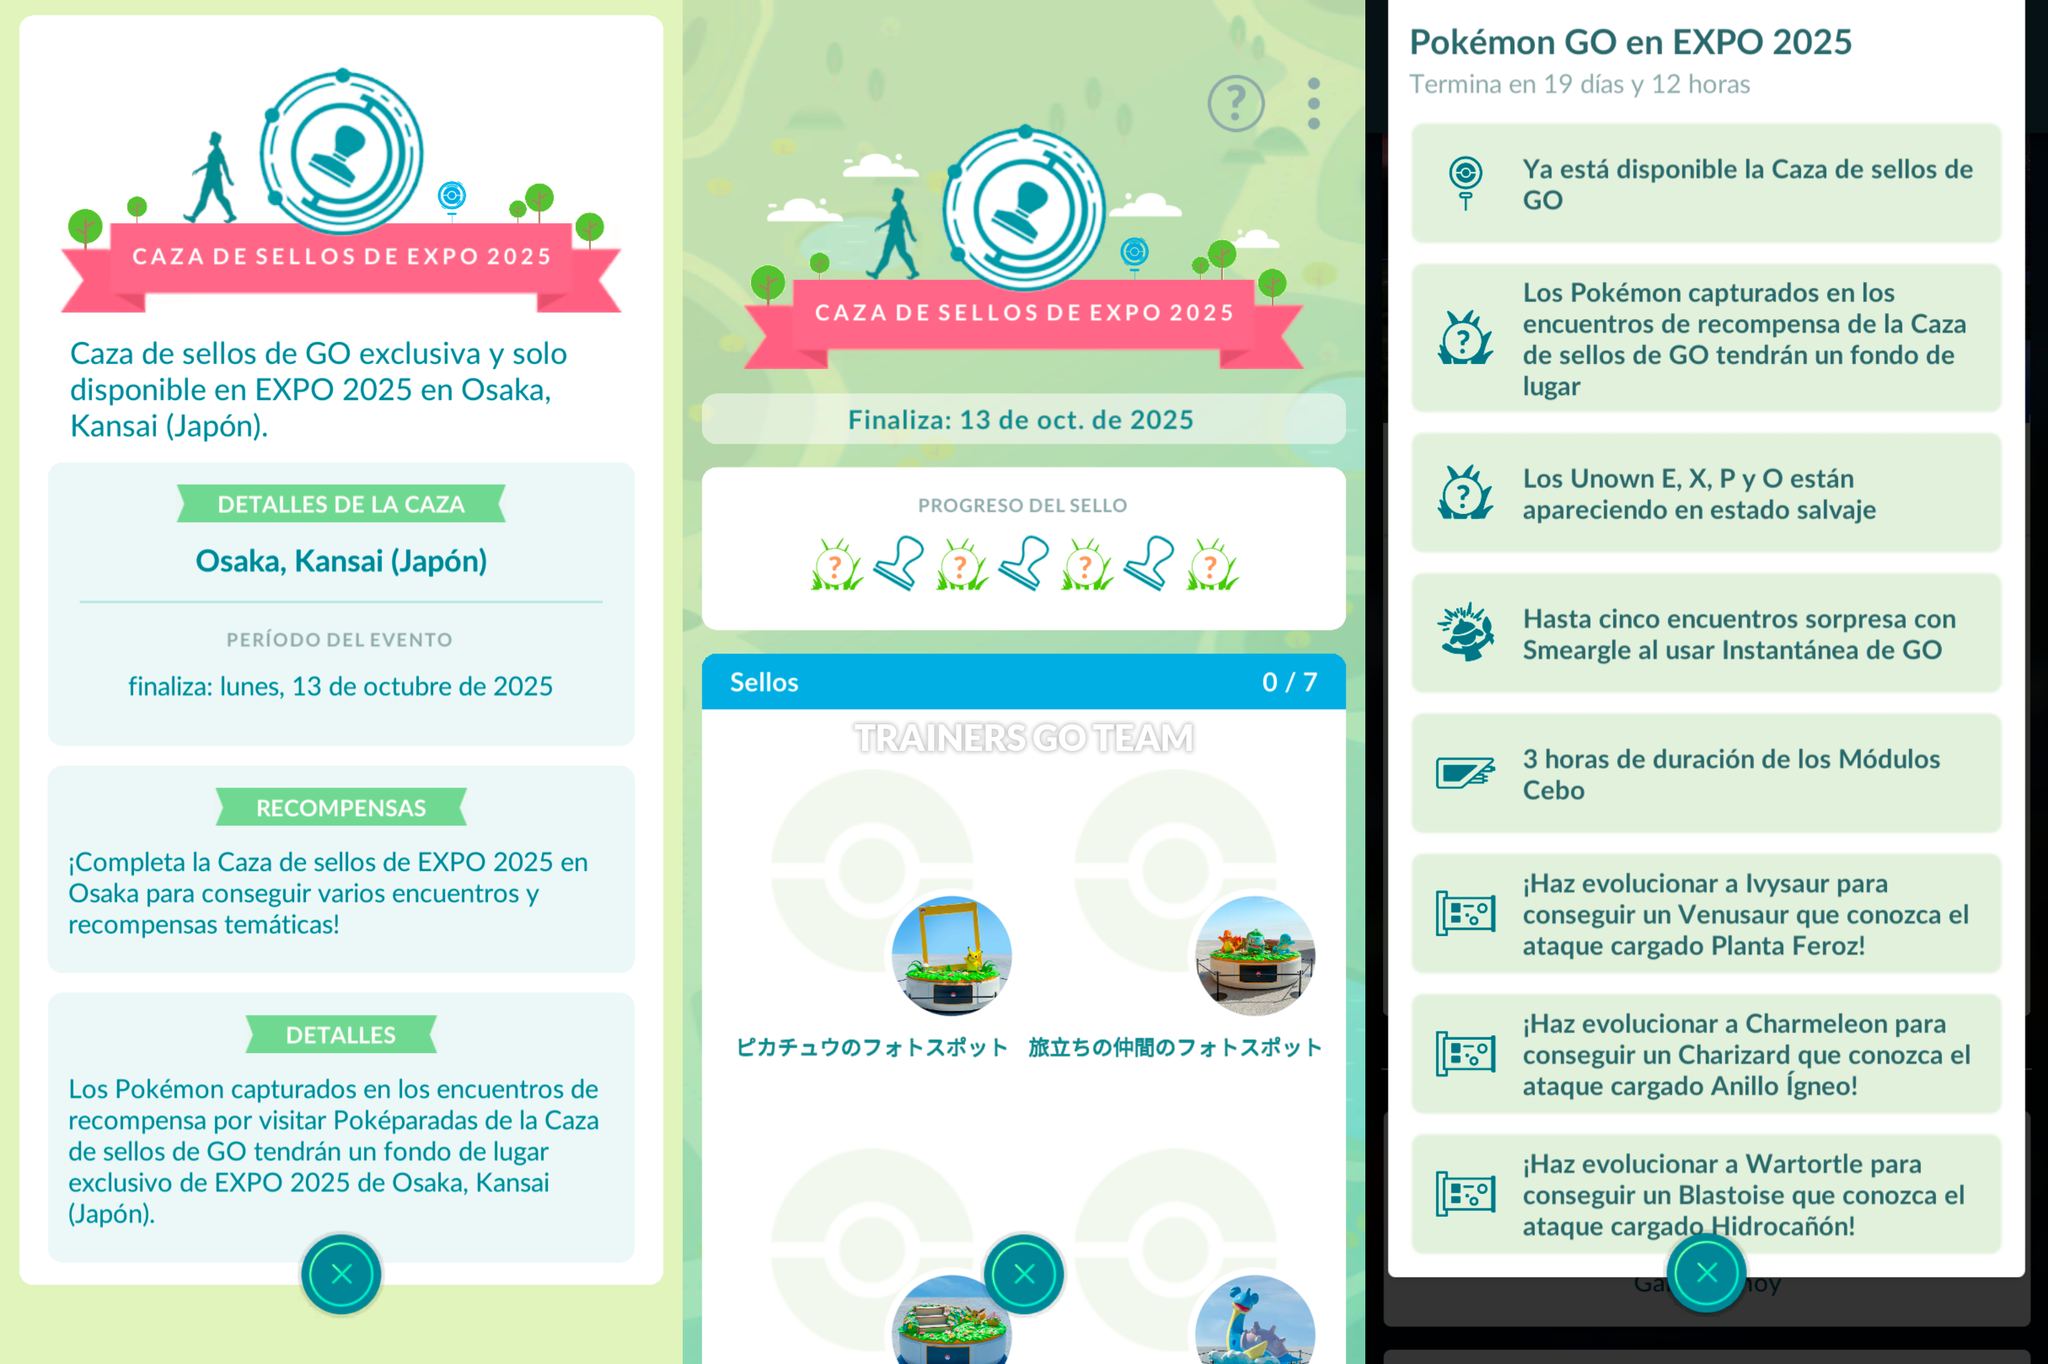 CAZA DE SELLOS DE EXPO 2025
Caza de sellos de GO exclusiva y solo
disponible en EXPO 2025 en Osaka,
Kansai (Japón).
DETALLES DE LA CAZA
Osaka, Kansai (Japón)
PERÍODO DEL EVENTO
finaliza: lunes, 13 de octubre de 2025
RECOMPENSAS
¡Completa la Caza de sellos de EXPO 2025 en
Osaka para conseguir varios encuentros y
recompensas temáticas!
DETALLES
Los Pokémon capturados en los encuentros de
recompensa por visitar Poképaradas de la Caza
de sellos de GO tendrán un fondo de lugar
exclusivo de EXPO 2025 de Osaka, Kansai
(Japón).
?
CAZA DE SELLOS DE EXPO 2025
Finaliza: 13 de oct. de 2025
PROGRESO DEL SELLO
? ? ? ?
Sellos 0 / 7
TRAINERS GO TEAM
ピカチュウのフォトスポット
旅立ちの仲間のフォトスポット
Pokémon GO en EXPO 2025
Termina en 19 días y 12 horas
Ya está disponible la Caza de sellos de
GO
?
Los Pokémon capturados en los
encuentros de recompensa de la Caza
de sellos de GO tendrán un fondo de
lugar
?
Los Unown E, X, P y O están
apareciendo en estado salvaje
Hasta cinco encuentros sorpresa con
Smeargle al usar Instantánea de GO
3 horas de duración de los Módulos
Cebo
¡Haz evolucionar a Ivysaur para
conseguir un Venusaur que conozca el
ataque cargado Planta Feroz!
¡Haz evolucionar a Charmeleon para
conseguir un Charizard que conozca el
ataque cargado Anillo Ígneo!
¡Haz evolucionar a Wartortle para
conseguir un Blastoise que conozca el
ataque cargado Hidrocañón!